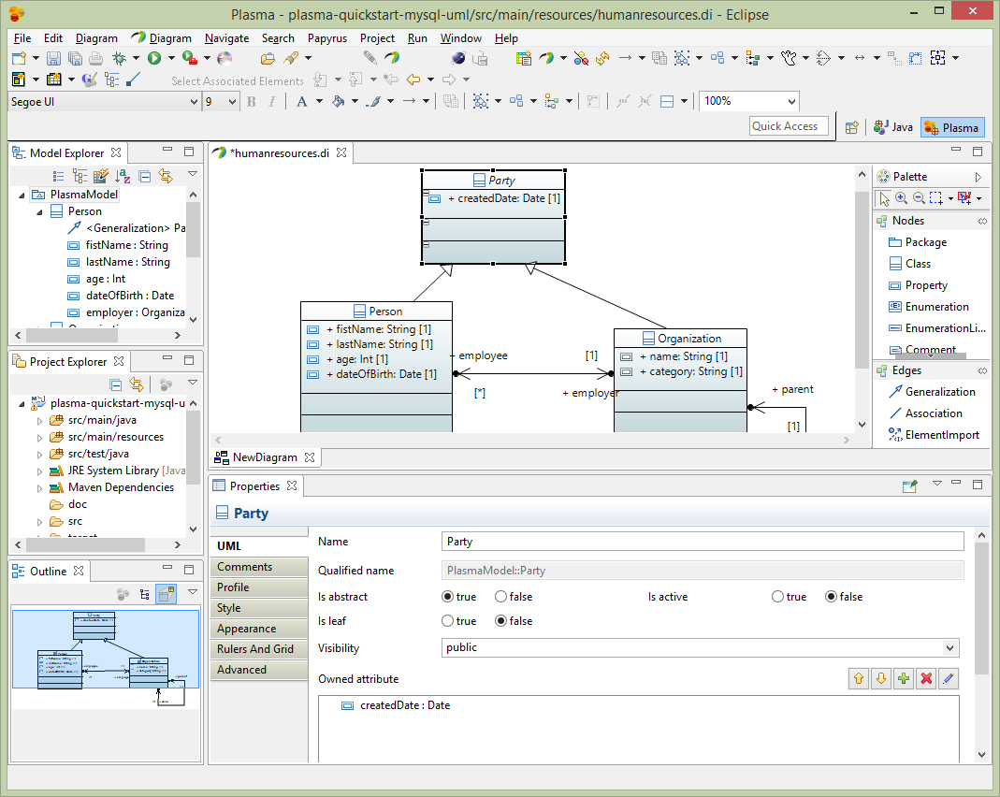 Plasma - plasma-quickstart-mysql-uml/src/main/resources/humanresources.di - Eclipse
File Edit Diagram Diagram Navigate Search Papyrus Project Run Window Help
Select Associated Elements
Segoe UI 9 B I A 100%
Quick Access Java Plasma
Model Explorer
PlasmaModel
Person
<Generalization> Pa
fistName : String
lastName : String
age : Int
dateOfBirth : Date
employer : Organiza
Project Explorer
plasma-quickstart-mysql-u
src/main/java
src/main/resources
src/test/java
JRE System Library [Java
Maven Dependencies
doc
src
target
Outline
*humanresources.di
Party
+ createdDate: Date [1]
Person
+ fistName: String [1]
+ lastName: String [1]
+ age: Int [1]
+ dateOfBirth: Date [1]
+ employee
[1]
[*]
+ employer
Organization
+ name: String [1]
+ category: String [1]
+ parent
[1]
NewDiagram
Palette
Nodes
Package
Class
Property
Enumeration
EnumerationLi...
Comment
Edges
Generalization
Association
ElementImport
Properties
Party
UML
Comments
Profile
Style
Appearance
Rulers And Grid
Advanced
Name Party
Qualified name PlasmaModel::Party
Is abstract true false Is active true false
Is leaf true false
Visibility public
Owned attribute
createdDate : Date